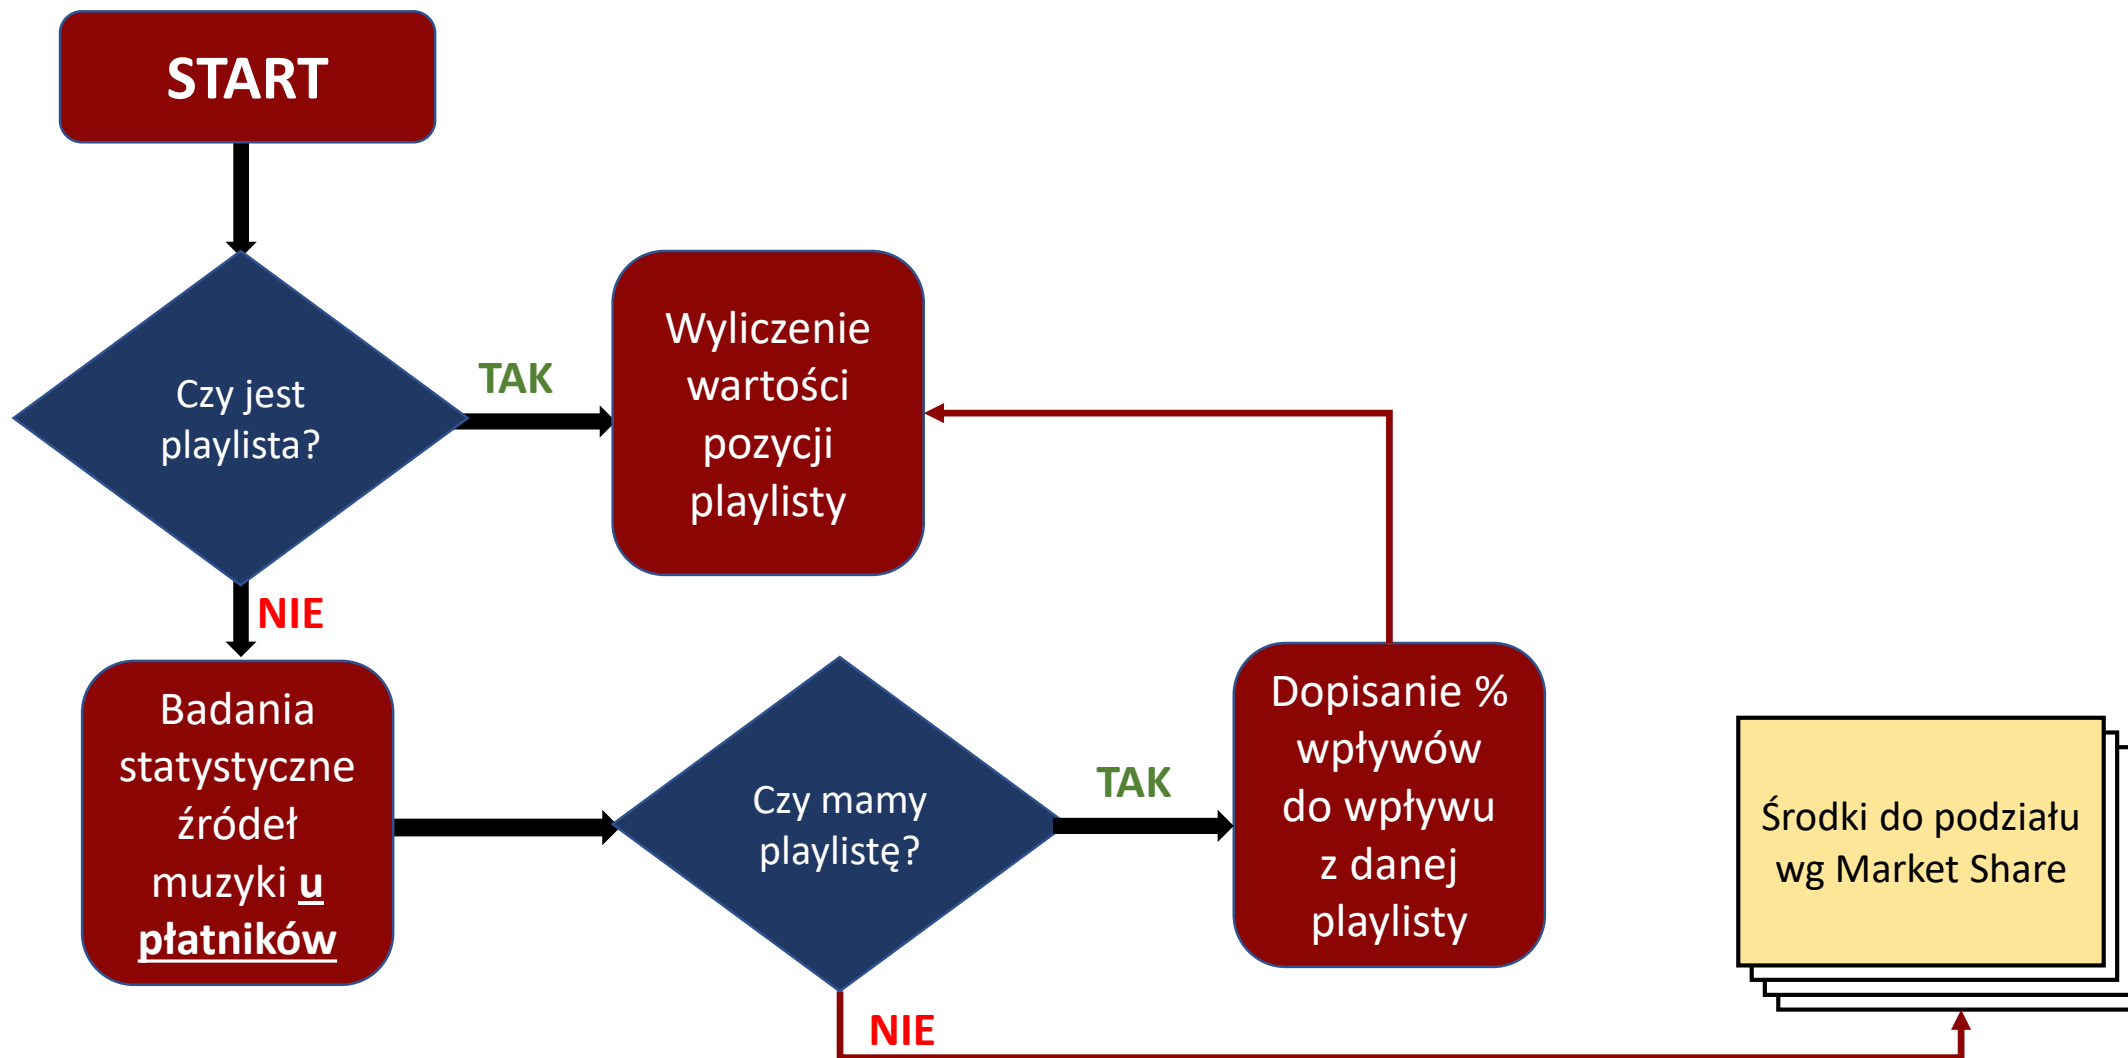 START
Czy jest
playlista?
TAK
Wyliczenie
wartości
pozycji
playlisty
NIE
Badania
statystyczne
źródeł
muzyki u
płatników
Czy mamy
playlistę?
TAK
Dopisanie %
wpływów
do wpływu
z danej
playlisty
NIE
Środki do podziału
wg Market Share